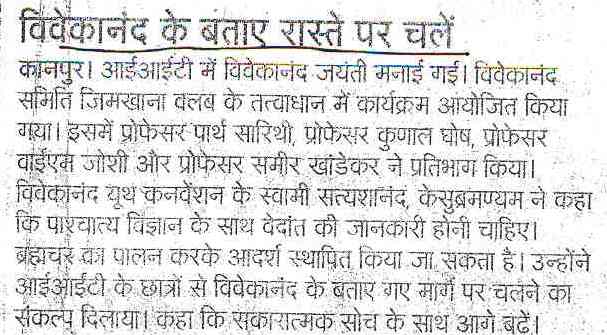 विवेकानंद के बताए रास्ते पर चलें
कानपुर। आईआईटी में विवेकानंद जयंती मनाई गई। विवेकानंद
समिति जिमखाना क्लब के तत्वाधान में कार्यक्रम आयोजित किया
गया। इसमें प्रोफेसर पार्थ सारिथी, प्रोफेसर कुणाल घोष, प्रोफेसर
वाईएम जोशी और प्रोफेसर समीर खांडेकर ने प्रतिभाग किया।
विवेकानंद यूथ कनवेंशन के स्वामी सत्यशानंद, केसुब्रमण्यम ने कहा
कि पाश्चात्य विज्ञान के साथ वेदांत की जानकारी होनी चाहिए।
ब्रह्मचर्य का पालन करके आदर्श स्थापित किया जा सकता है। उन्होंने
आईआईटी के छात्रों से विवेकानंद के बताए गए मार्ग पर चलने का
संकल्प दिलाया। कहा कि सकारात्मक सोच के साथ आगे बढ़ें।